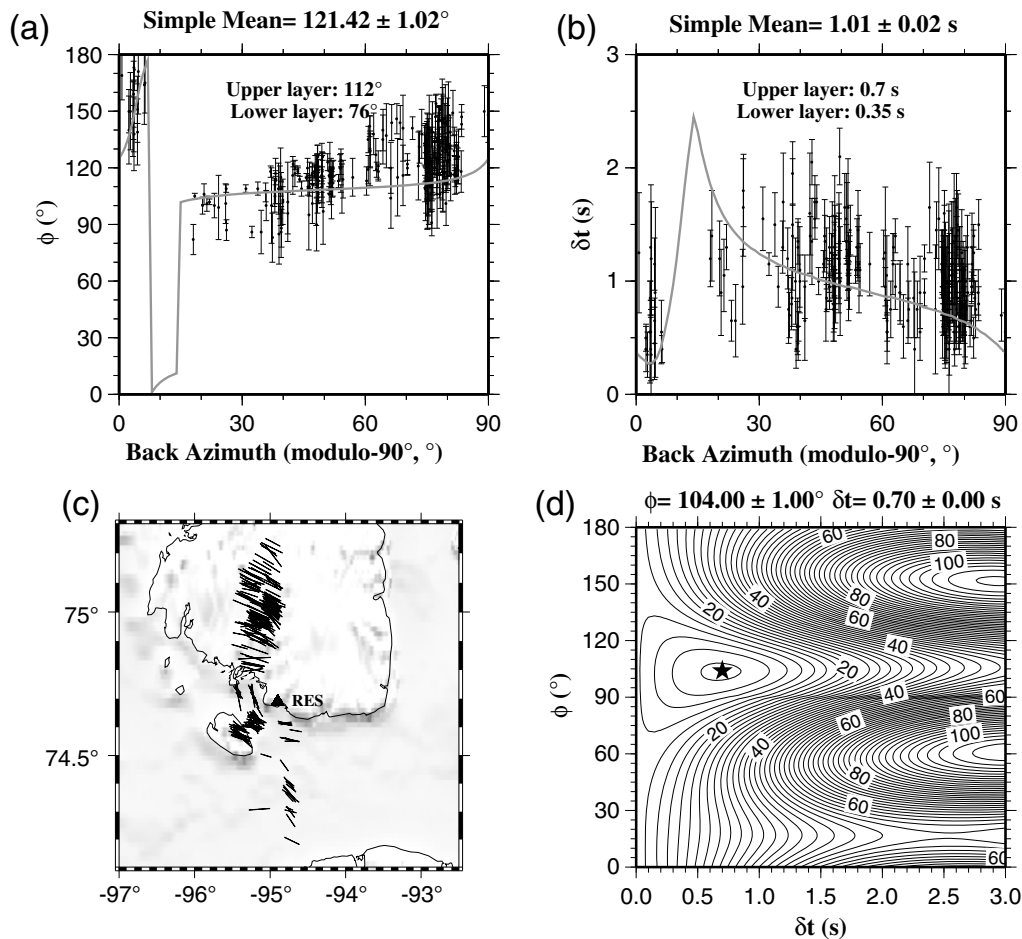 (a)
Simple Mean= 121.42 ± 1.02°
180
150
120
90
60
30
0
ϕ (°)
Upper layer: 112°
Lower layer: 76°
0 30 60 90
Back Azimuth (modulo-90°, °)
(b)
Simple Mean= 1.01 ± 0.02 s
3
2
1
0
δt (s)
Upper layer: 0.7 s
Lower layer: 0.35 s
0 30 60 90
Back Azimuth (modulo-90°, °)
(c)
75°
74.5°
RES
-97° -96° -95° -94° -93°
(d)
ϕ= 104.00 ± 1.00° δt= 0.70 ± 0.00 s
180
150
120
90
60
30
0
ϕ (°)
60 80
100
20 40 80
60
40
20
40
60
20 60 80
40 100
80
60
60
0.0 0.5 1.0 1.5 2.0 2.5 3.0
δt (s)